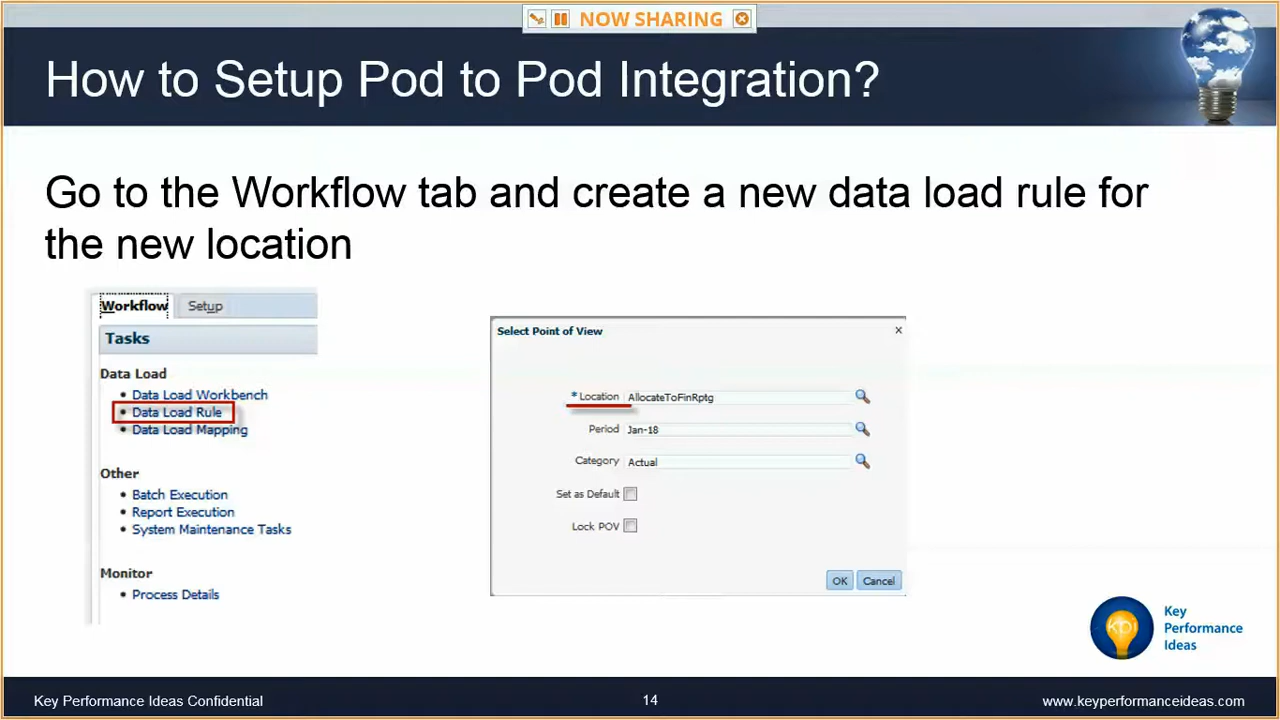 NOW SHARING
How to Setup Pod to Pod Integration?
Go to the Workflow tab and create a new data load rule for
the new location
Workflow Setup
Tasks
Data Load
• Data Load Workbench
• Data Load Rule
• Data Load Mapping
Other
• Batch Execution
• Report Execution
• System Maintenance Tasks
Monitor
• Process Details
Select Point of View
* Location AllocateToFinRptg
Period Jan-18
Category Actual
Set as Default
Lock POV
OK Cancel
kpi
Key
Performance
Ideas
Key Performance Ideas Confidential
14
www.keyperformanceideas.com